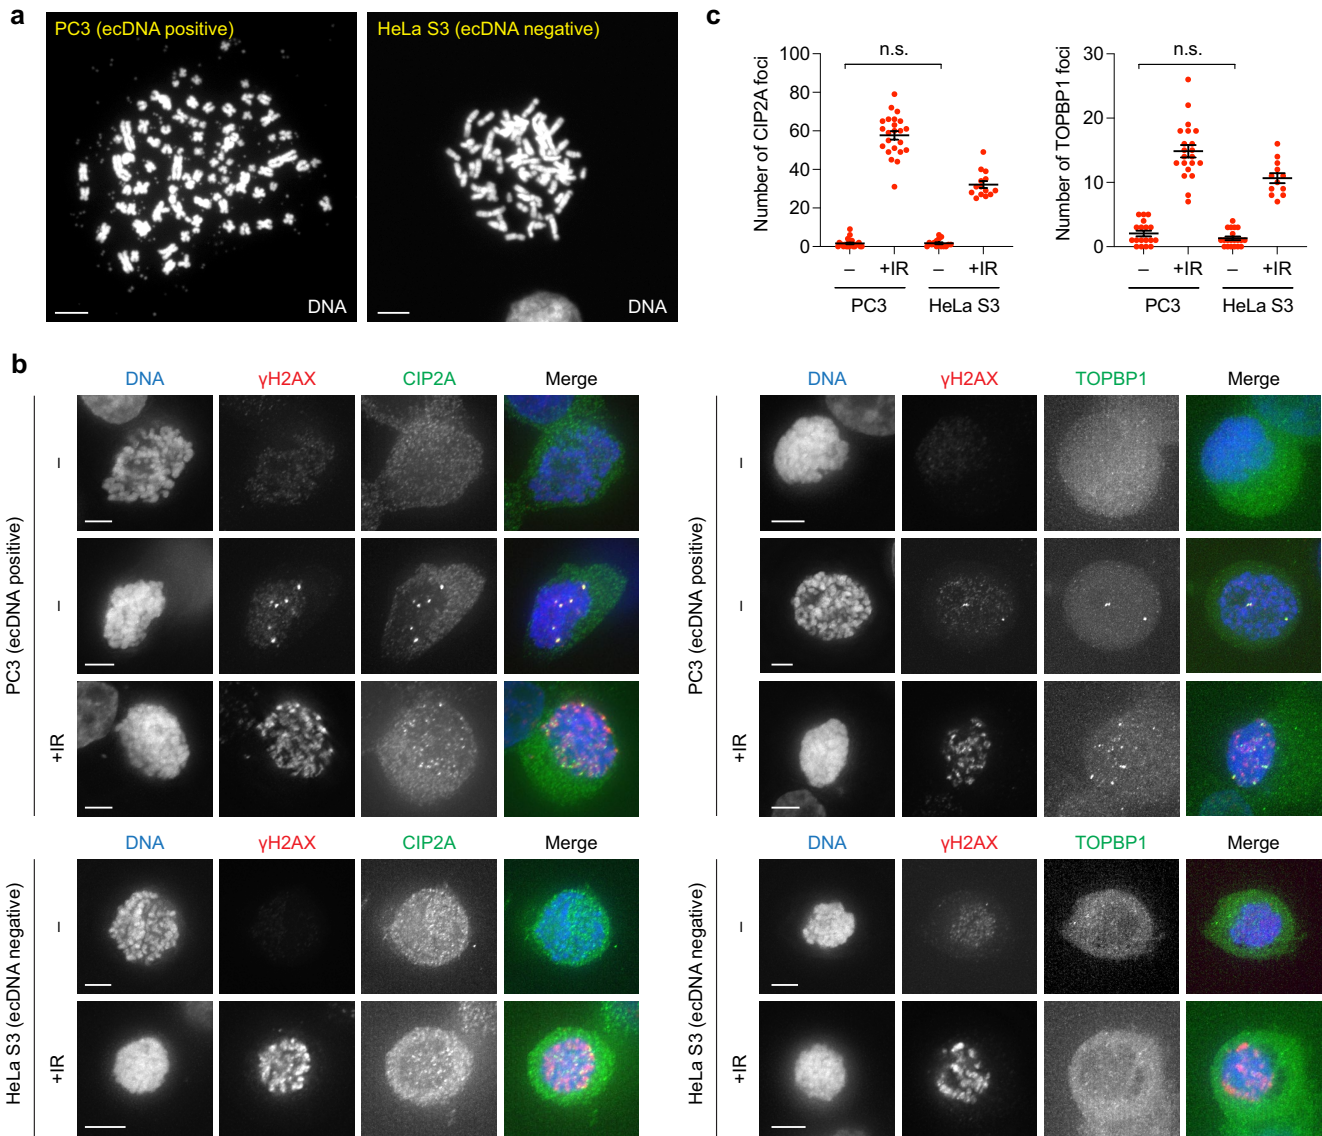 a
PC3 (ecDNA positive)
DNA
HeLa S3 (ecDNA negative)
DNA
c
Number of CIP2A foci
100
80
60
40
20
0
n.s.
– +IR – +IR
PC3 HeLa S3
Number of TOPBP1 foci
30
20
10
0
n.s.
– +IR – +IR
PC3 HeLa S3
b
DNA γH2AX CIP2A Merge
PC3 (ecDNA positive)
–
–
+IR
DNA γH2AX CIP2A Merge
HeLa S3 (ecDNA negative)
–
+IR
DNA γH2AX TOPBP1 Merge
PC3 (ecDNA positive)
–
–
+IR
DNA γH2AX TOPBP1 Merge
HeLa S3 (ecDNA negative)
–
+IR